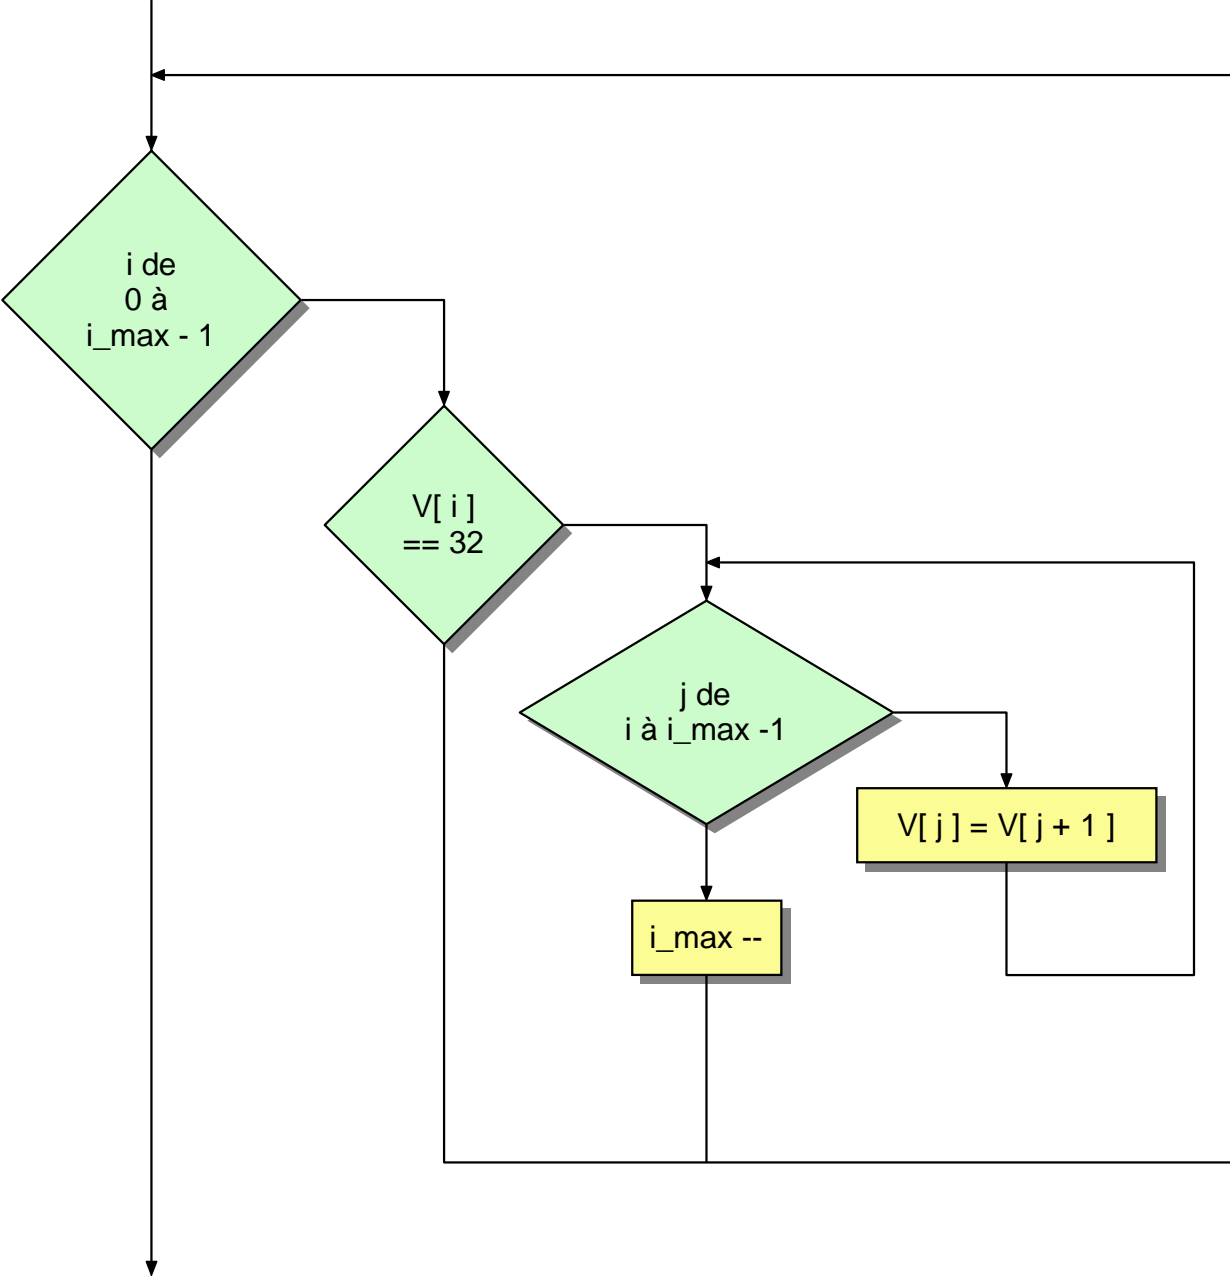 i de
0 à
i_max - 1
V[ i ]
== 32
j de
i à i_max -1
V[ j ] = V[ j + 1 ]
i_max --